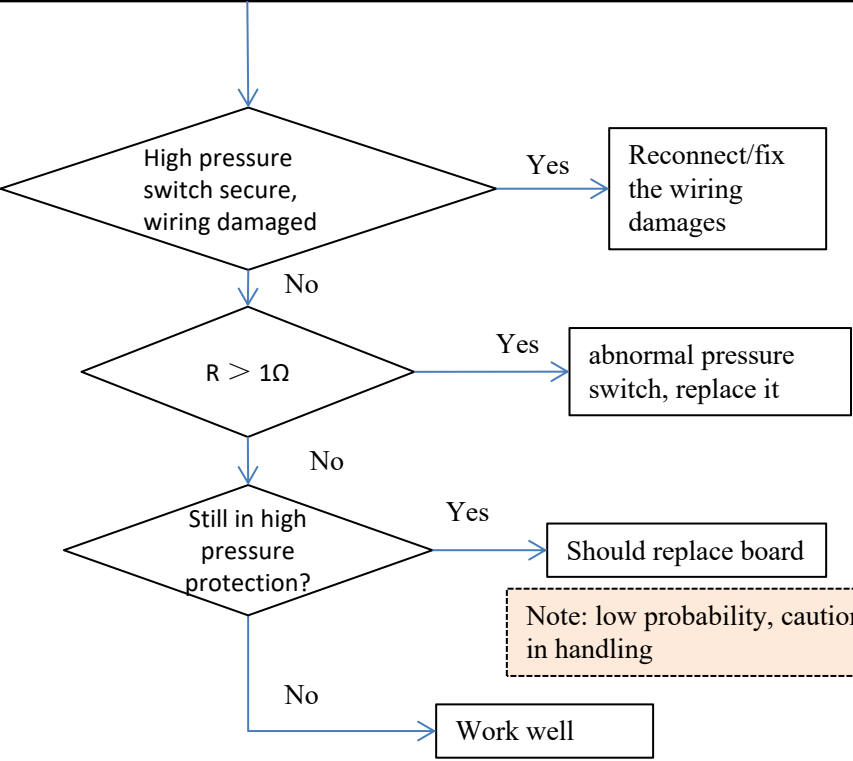 High pressure
switch secure,
wiring damaged
Yes
Reconnect/fix
the wiring
damages
No
R > 1Ω
Yes
abnormal pressure
switch, replace it
No
Still in high
pressure
protection?
Yes
Should replace board
Note: low probability, caution
in handling
No
Work well